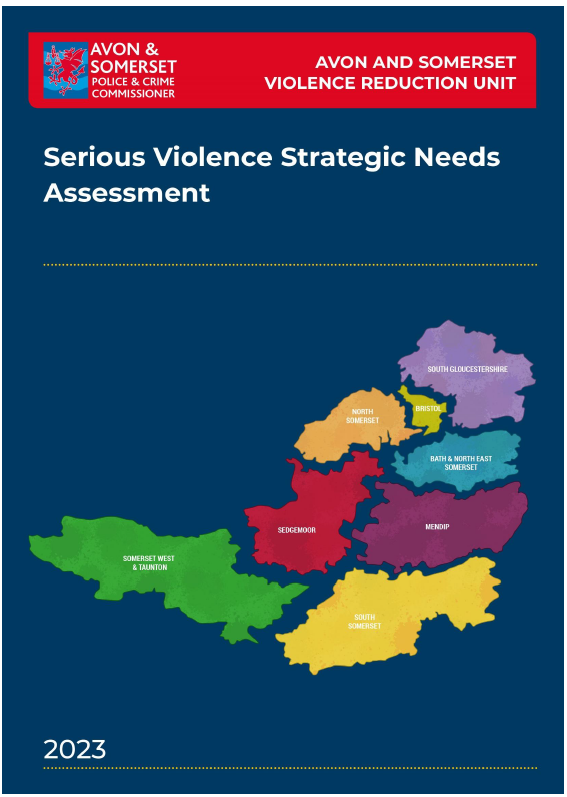 AVON &
SOMERSET
POLICE & CRIME
COMMISSIONER
AVON AND SOMERSET
VIOLENCE REDUCTION UNIT
Serious Violence Strategic Needs
Assessment
SOUTH GLOUCESTERSHIRE
BRISTOL
NORTH
SOMERSET
BATH & NORTH EAST
SOMERSET
SEDGEMOOR
MENDIP
SOMERSET WEST
& TAUNTON
SOUTH
SOMERSET
2023